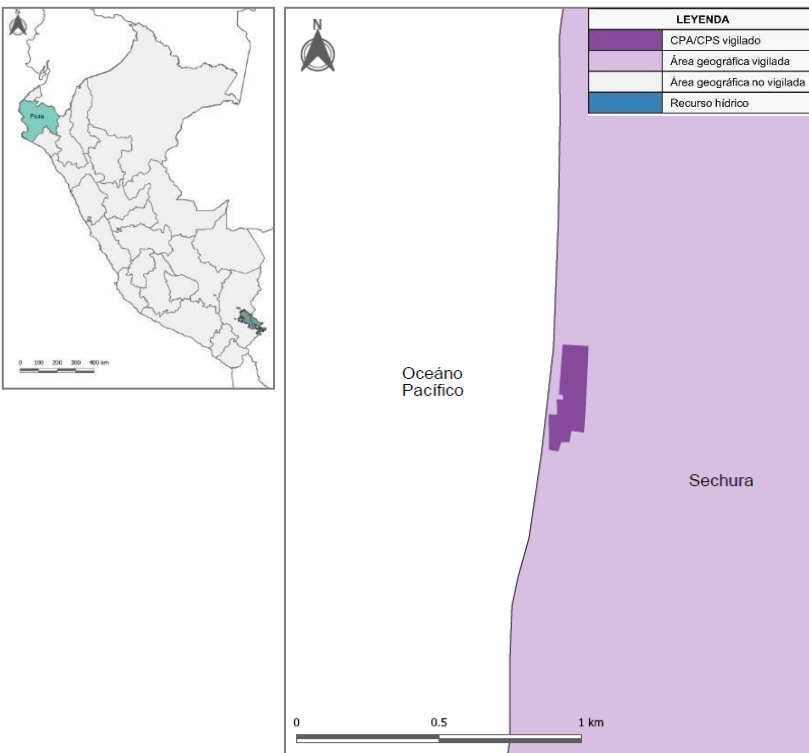 N
Piura
0 100 200 300 400 km
N
LEYENDA
CPA/CPS vigilado
Área geográfica vigilada
Área geográfica no vigilada
Recurso hídrico
Oceáno
Pacífico
Sechura
0 0.5 1 km